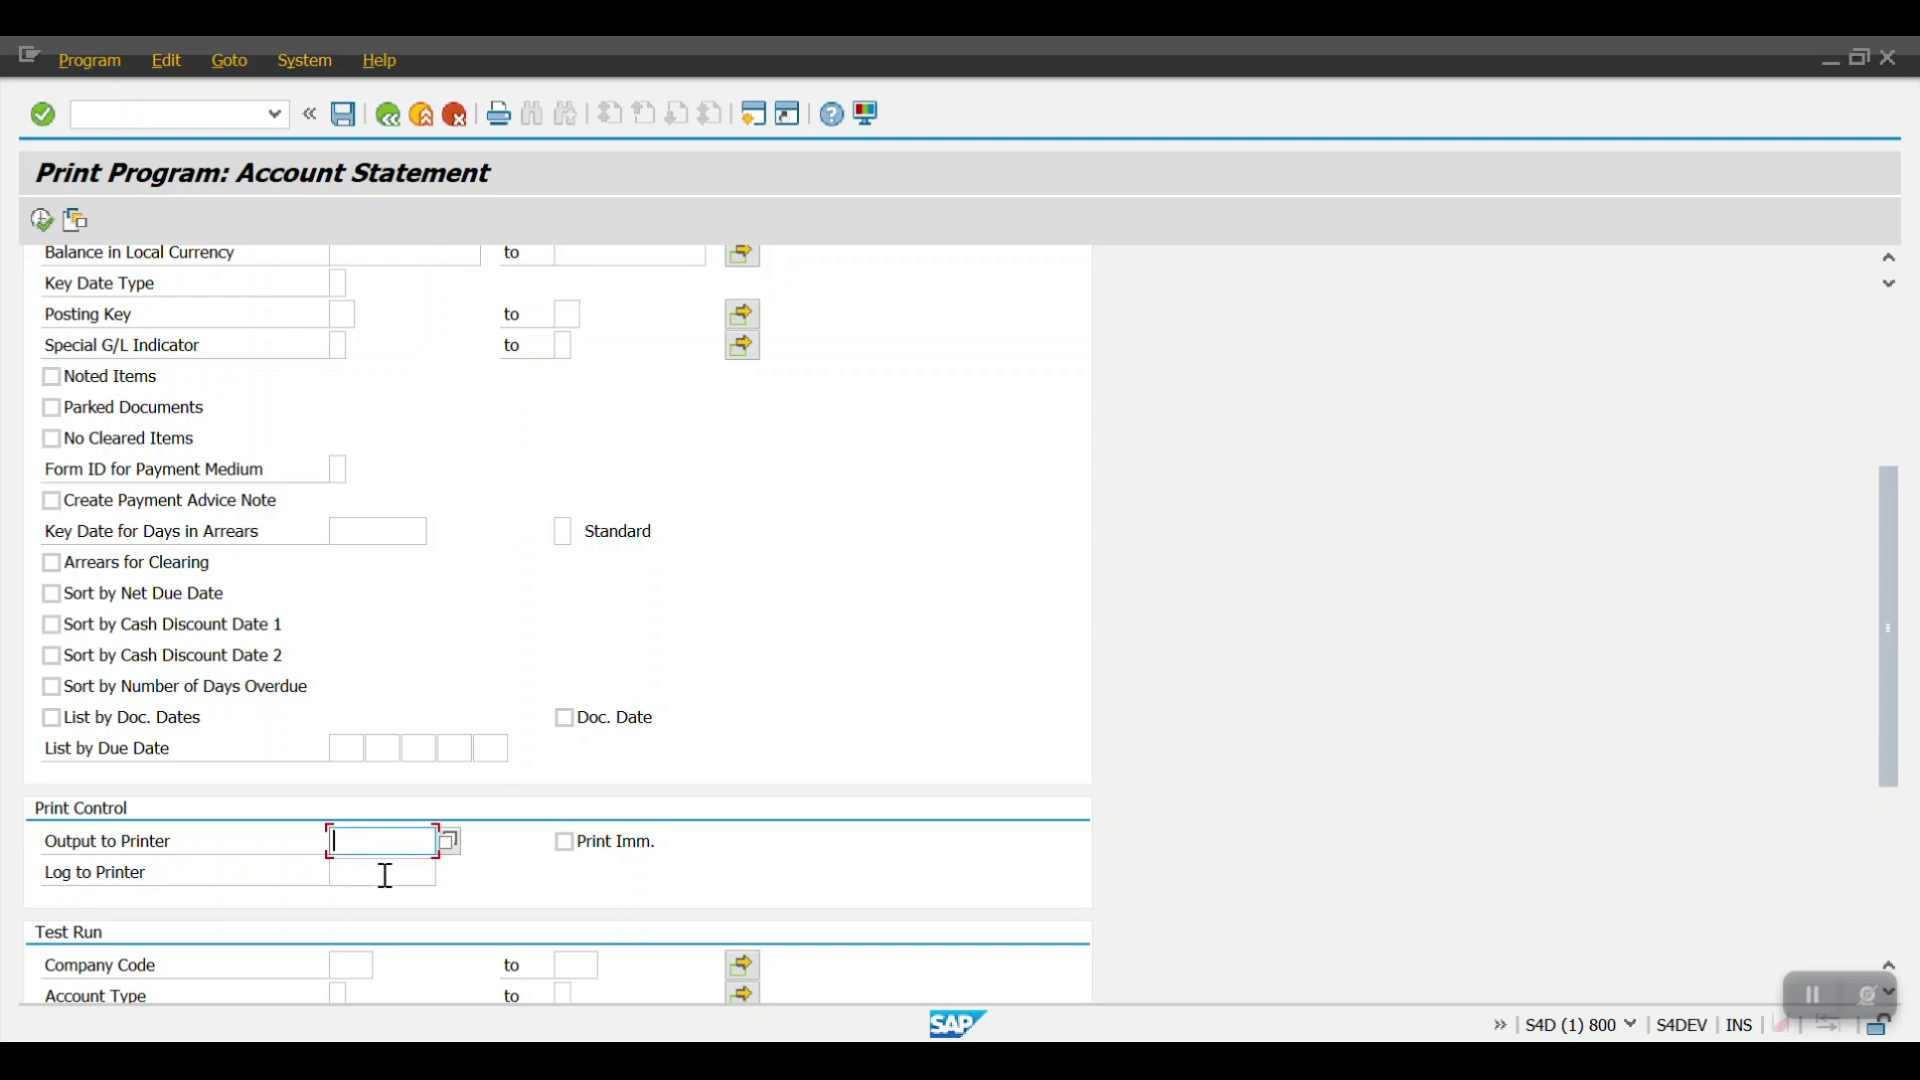 Program Edit Goto System Help
Print Program: Account Statement
Balance in Local Currency to
Key Date Type
Posting Key to
Special G/L Indicator to
Noted Items
Parked Documents
No Cleared Items
Form ID for Payment Medium
Create Payment Advice Note
Key Date for Days in Arrears Standard
Arrears for Clearing
Sort by Net Due Date
Sort by Cash Discount Date 1
Sort by Cash Discount Date 2
Sort by Number of Days Overdue
List by Doc. Dates Doc. Date
List by Due Date
Print Control
Output to Printer Print Imm.
Log to Printer
Test Run
Company Code to
Account Type to
SAP S4D (1) 800 S4DEV INS